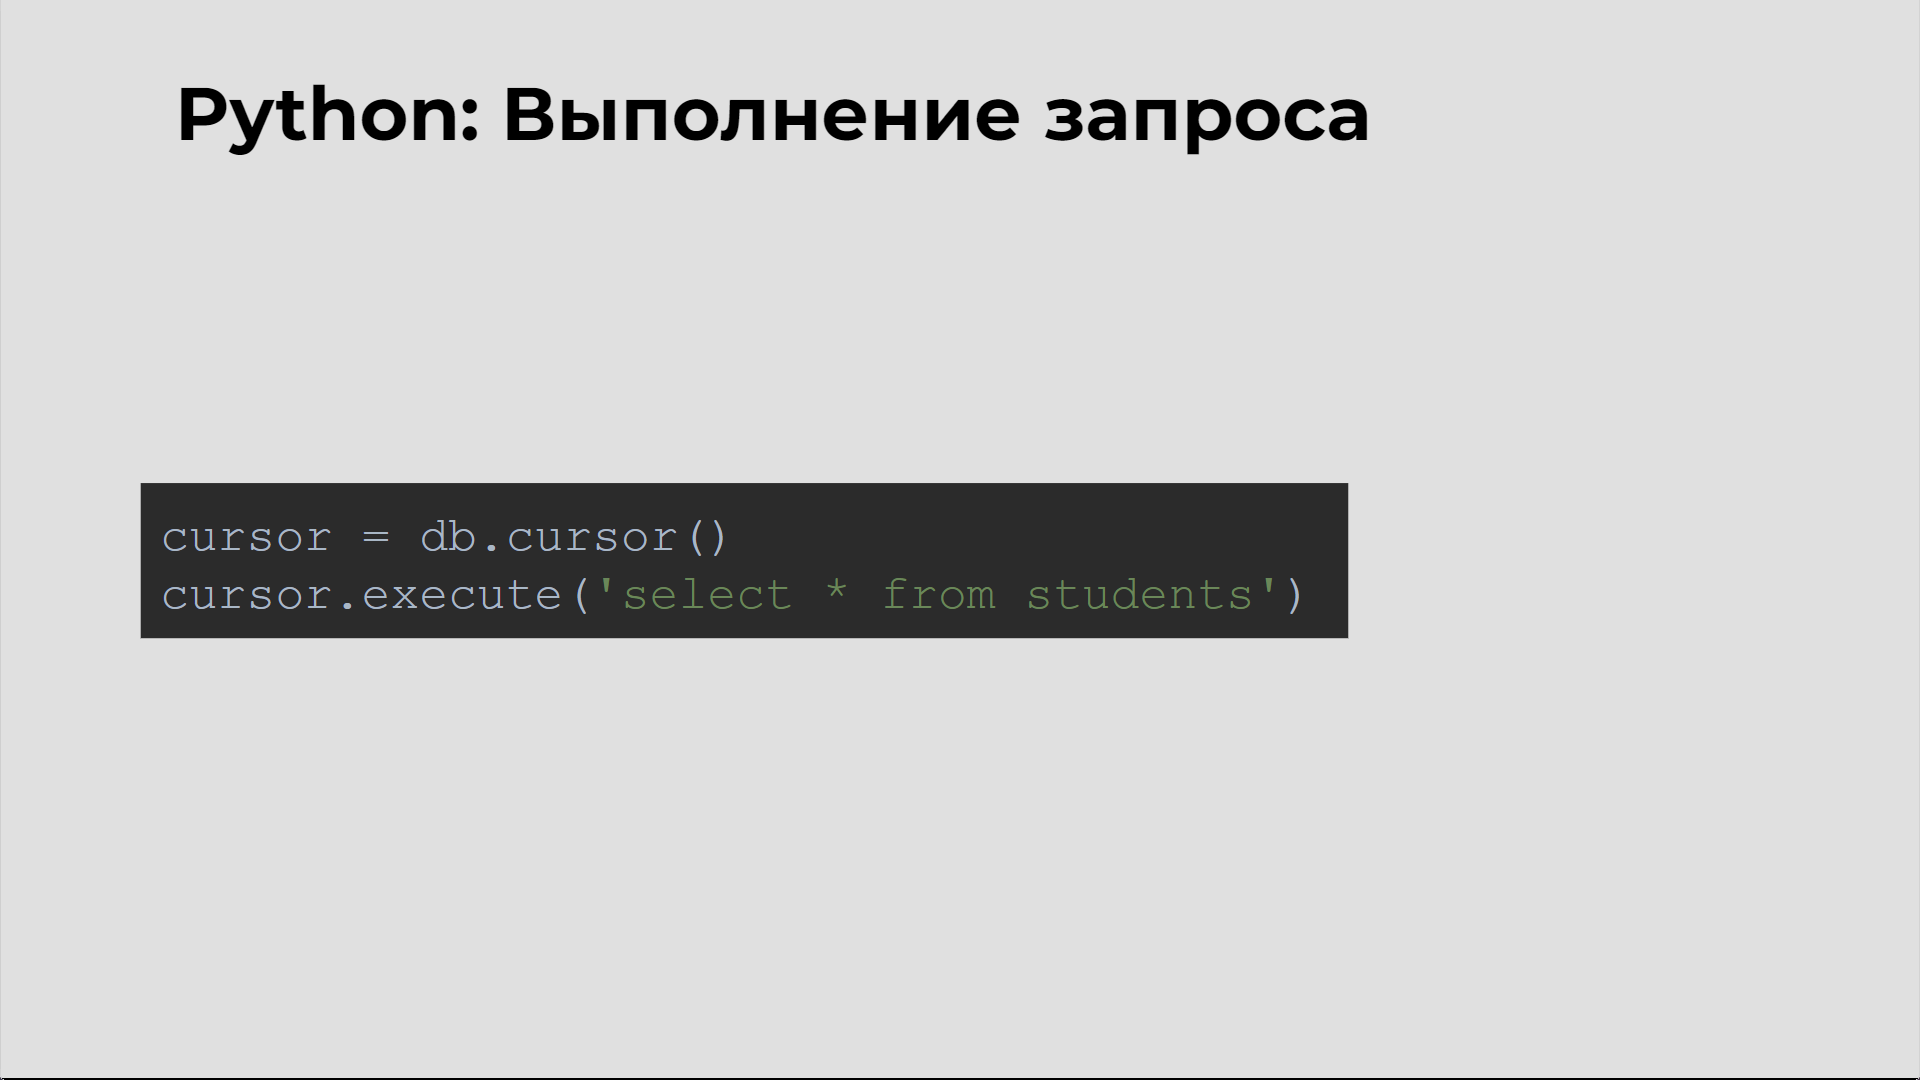 Python: Выполнение запроса
cursor = db.cursor()
cursor.execute('select * from students')